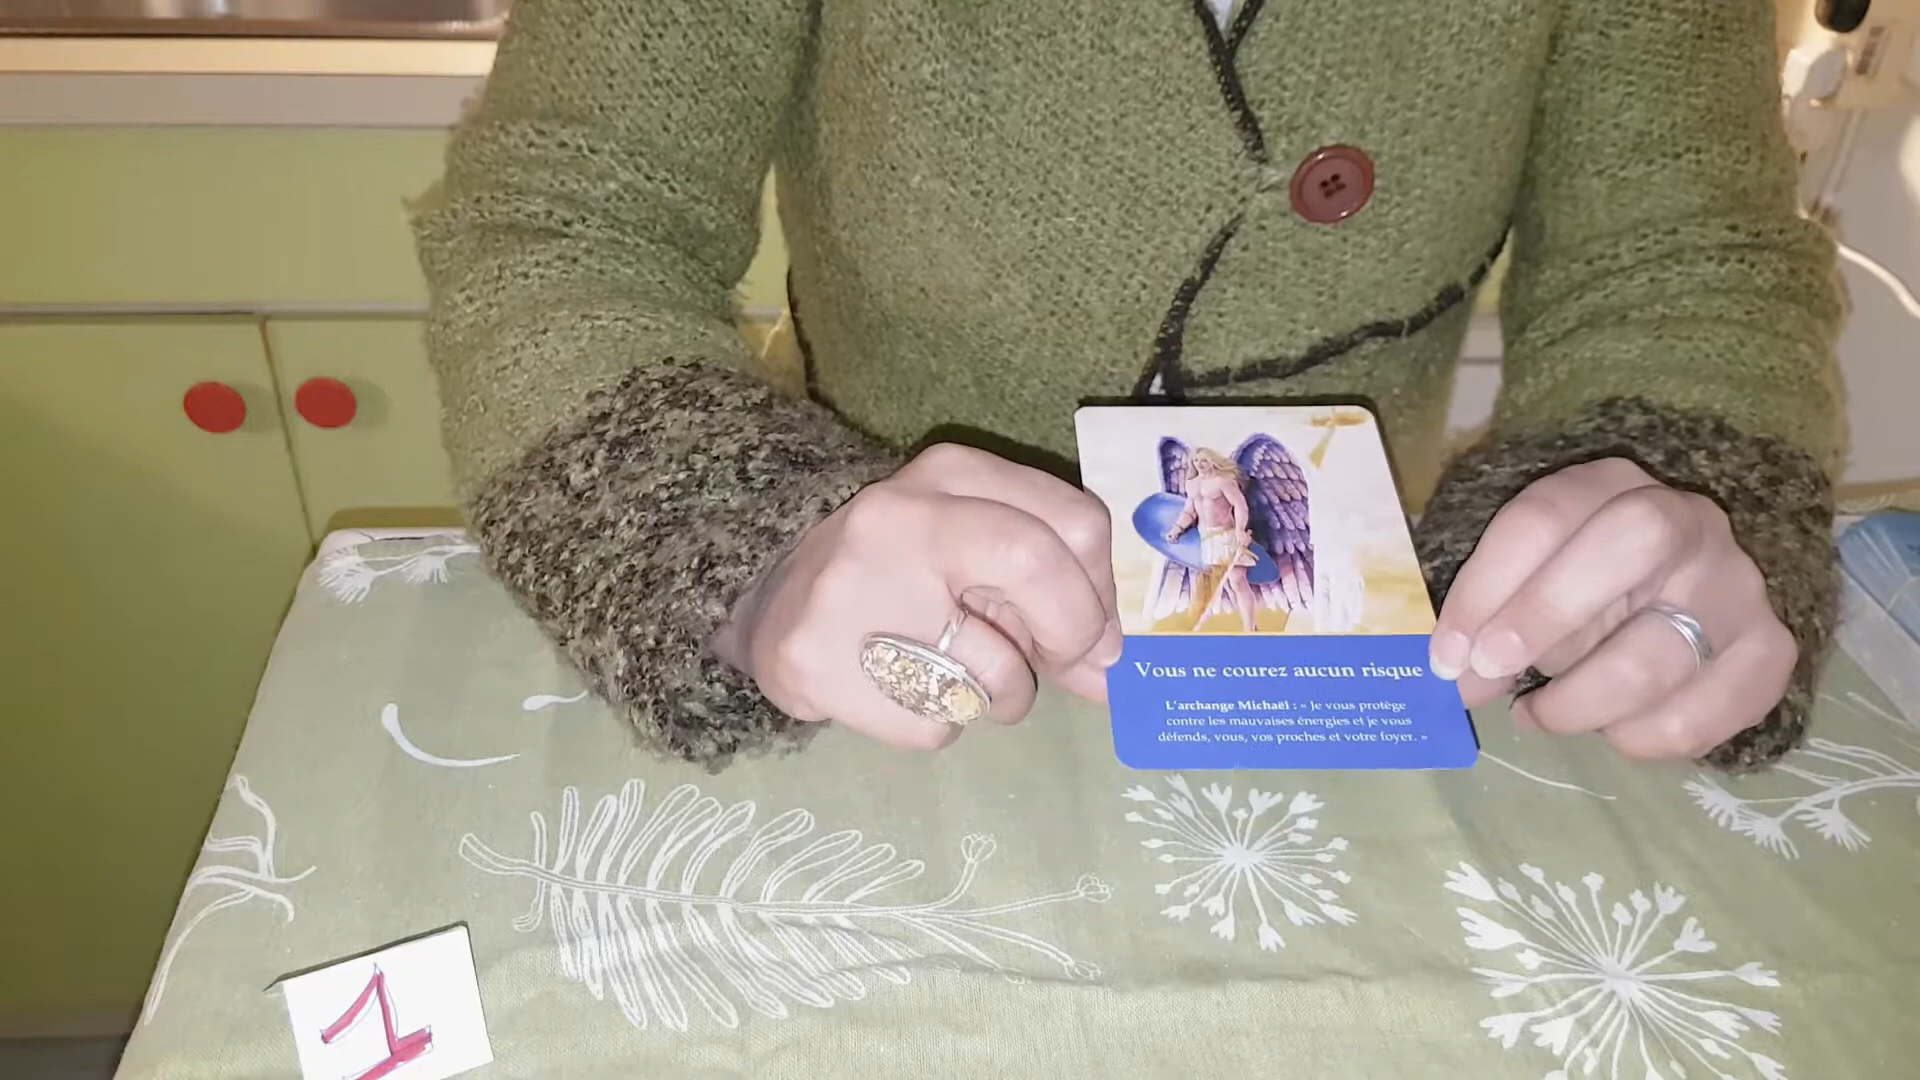 Vous ne courez aucun risque
L'archange Michaël : « Je vous protège
contre les mauvaises énergies et je vous
défends, vous, vos proches et votre foyer. »
1